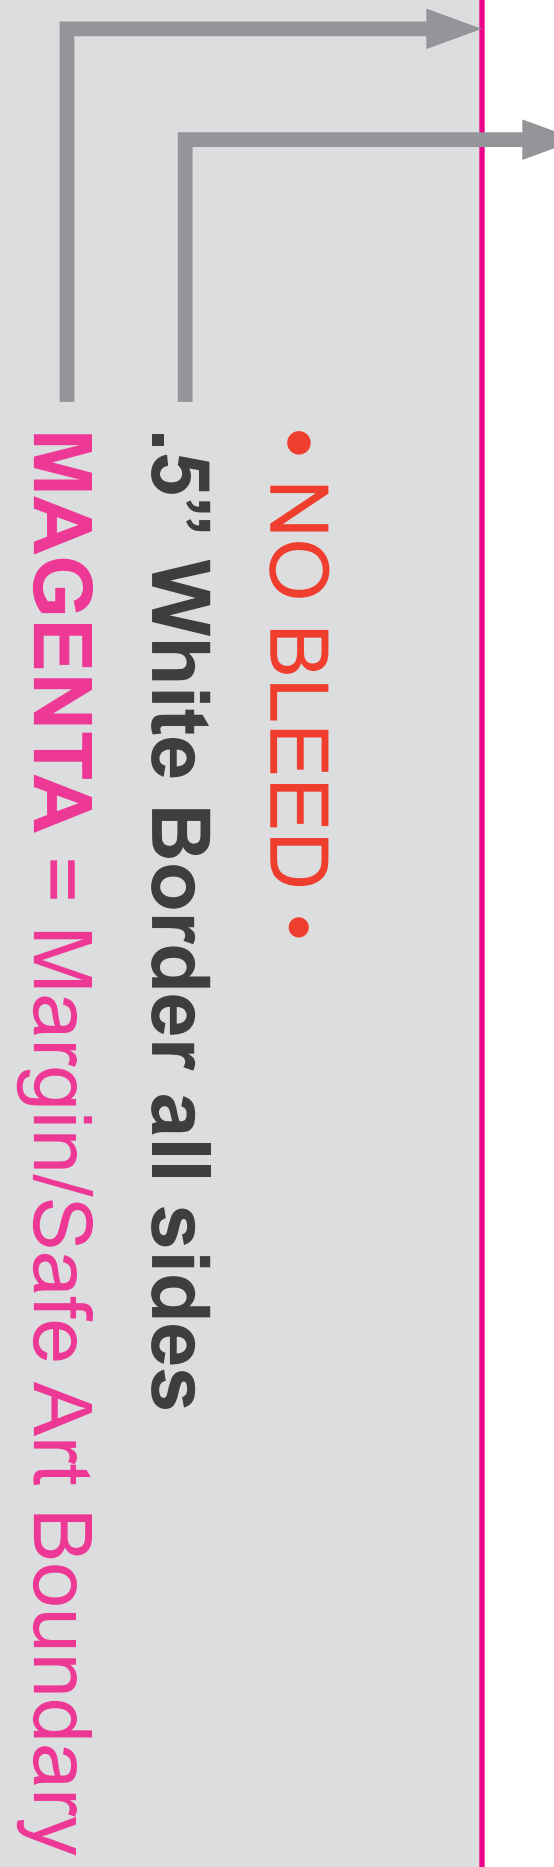 • NO BLEED •
.5” White Border all sides
MAGENTA = Margin/Safe Art Boundary